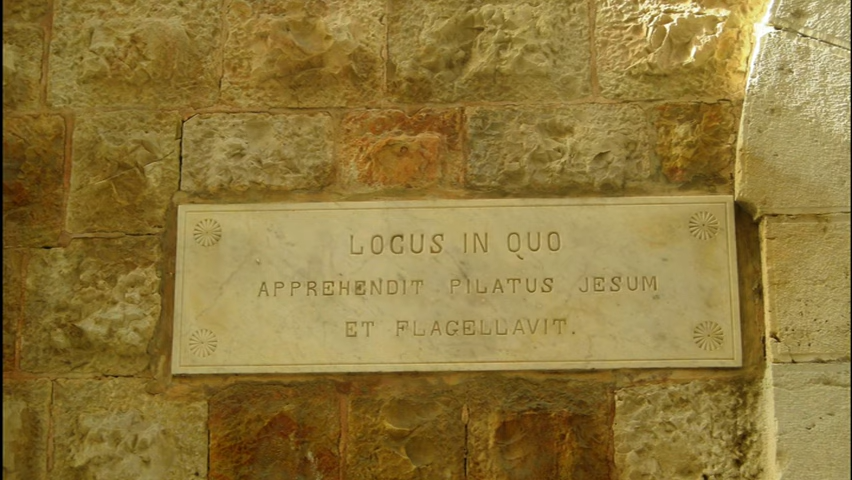 LOCUS IN QUO
APPREHENDIT PILATUS JESUM
ET FLAGELLAVIT.